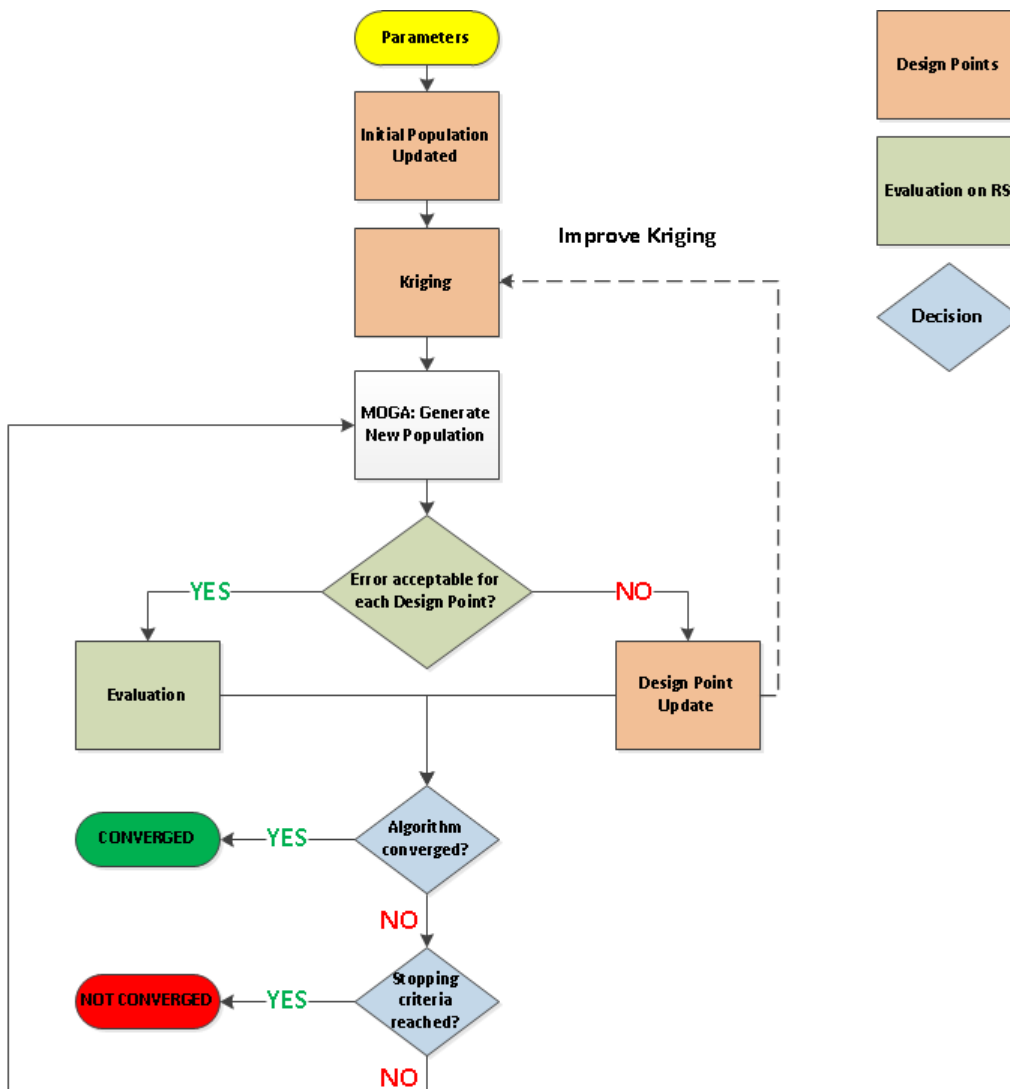 Parameters
Initial Population
Updated
Kriging
Improve Kriging
MOGA: Generate
New Population
Error acceptable for
each Design Point?
YES
NO
Evaluation
Design Point
Update
Algorithm
converged?
YES
CONVERGED
NO
Stopping
criteria
reached?
YES
NOT CONVERGED
NO
Design Points
Evaluation on RS
Decision